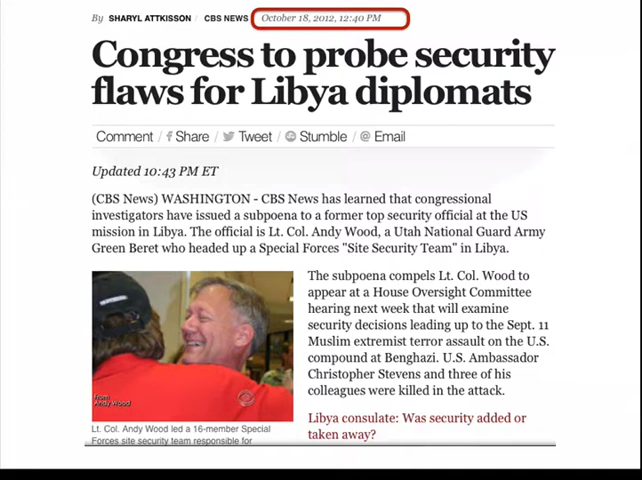 By SHARYL ATTKISSON / CBS NEWS / October 18, 2012, 12:40 PM
Congress to probe security
flaws for Libya diplomats
Comment / Share / Tweet / Stumble / @ Email
Updated 10:43 PM ET
(CBS News) WASHINGTON - CBS News has learned that congressional
investigators have issued a subpoena to a former top security official at the US
mission in Libya. The official is Lt. Col. Andy Wood, a Utah National Guard Army
Green Beret who headed up a Special Forces "Site Security Team" in Libya.
The subpoena compels Lt. Col. Wood to
appear at a House Oversight Committee
hearing next week that will examine
security decisions leading up to the Sept. 11
Muslim extremist terror assault on the U.S.
compound at Benghazi. U.S. Ambassador
Christopher Stevens and three of his
colleagues were killed in the attack.
Libya consulate: Was security added or
taken away?
From
Andy Wood
Lt. Col. Andy Wood led a 16-member Special
Forces site security team responsible for